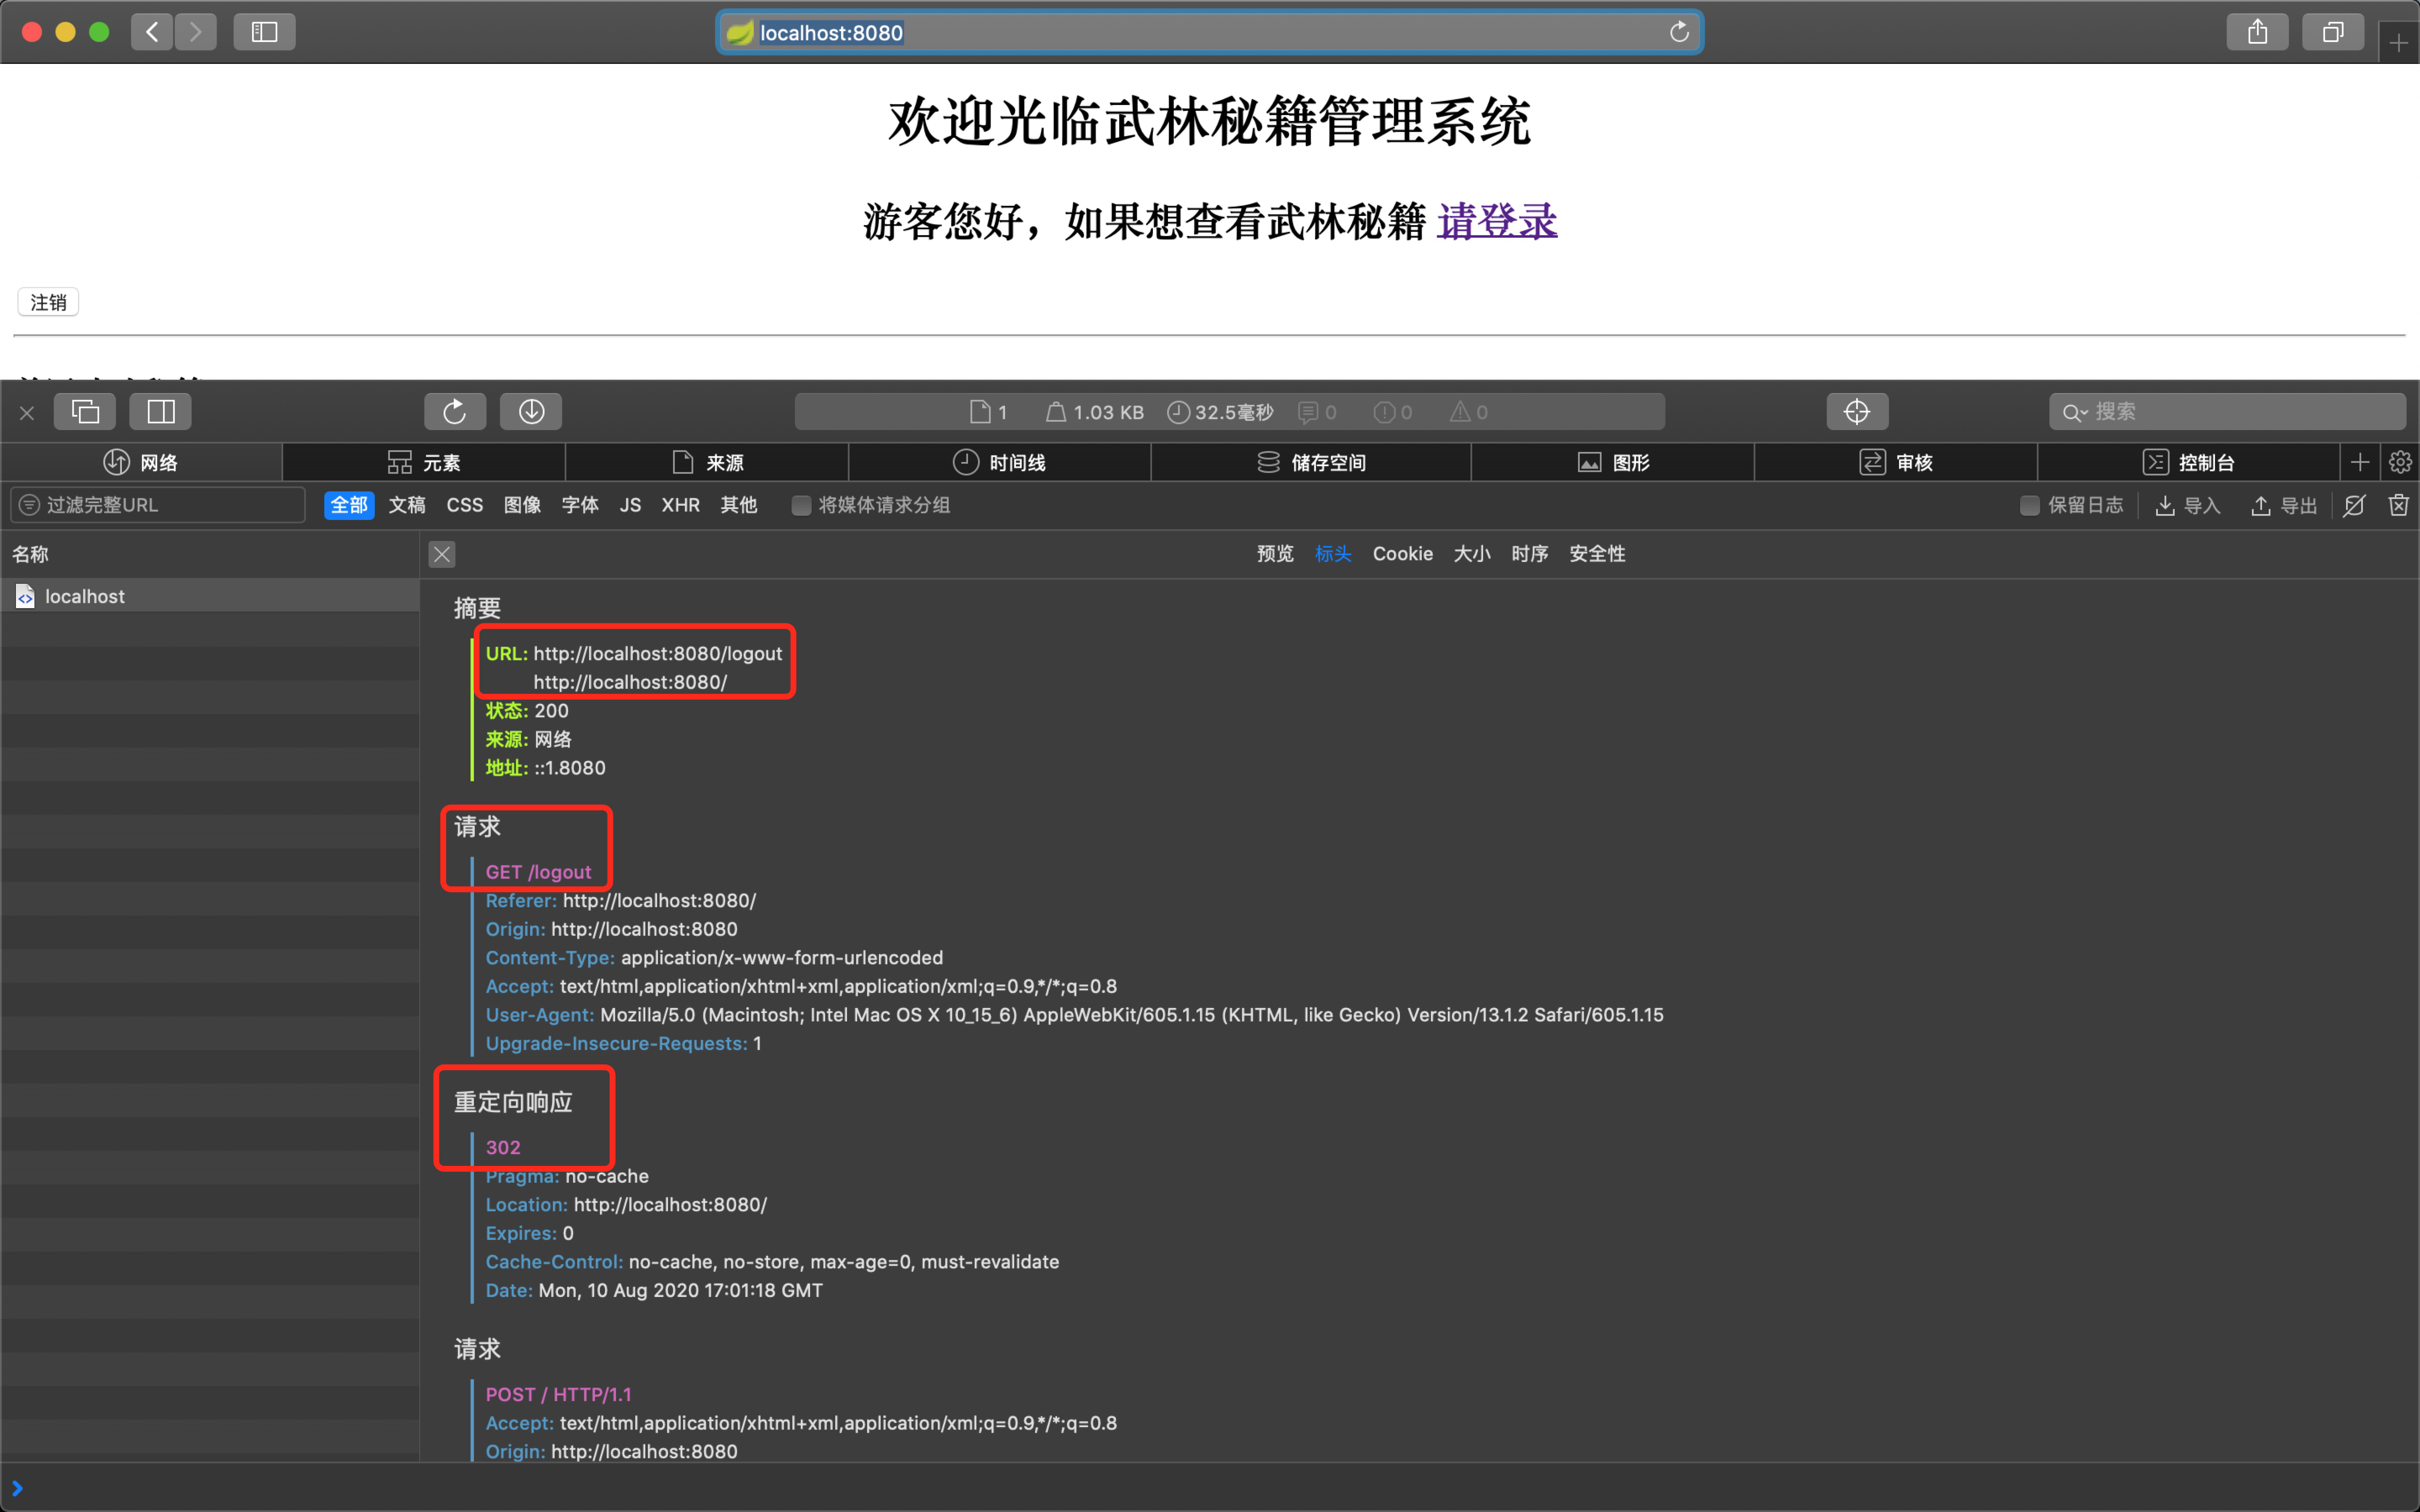 localhost:8080
欢迎光临武林秘籍管理系统
游客您好，如果想查看武林秘籍 请登录
注销
1 1.03 KB 32.5毫秒 0 0 0 搜索
网络 元素 来源 时间线 储存空间 图形 审核 控制台
过滤完整URL 全部 文稿 CSS 图像 字体 JS XHR 其他 将媒体请求分组 保留日志 导入 导出
名称 预览 标头 Cookie 大小 时序 安全性
localhost
摘要
URL: http://localhost:8080/logout
http://localhost:8080/
状态: 200
来源: 网络
地址: ::1.8080
请求
GET /logout
Referer: http://localhost:8080/
Origin: http://localhost:8080
Content-Type: application/x-www-form-urlencoded
Accept: text/html,application/xhtml+xml,application/xml;q=0.9,*/*;q=0.8
User-Agent: Mozilla/5.0 (Macintosh; Intel Mac OS X 10_15_6) AppleWebKit/605.1.15 (KHTML, like Gecko) Version/13.1.2 Safari/605.1.15
Upgrade-Insecure-Requests: 1
重定向响应
302
Pragma: no-cache
Location: http://localhost:8080/
Expires: 0
Cache-Control: no-cache, no-store, max-age=0, must-revalidate
Date: Mon, 10 Aug 2020 17:01:18 GMT
请求
POST / HTTP/1.1
Accept: text/html,application/xhtml+xml,application/xml;q=0.9,*/*;q=0.8
Origin: http://localhost:8080